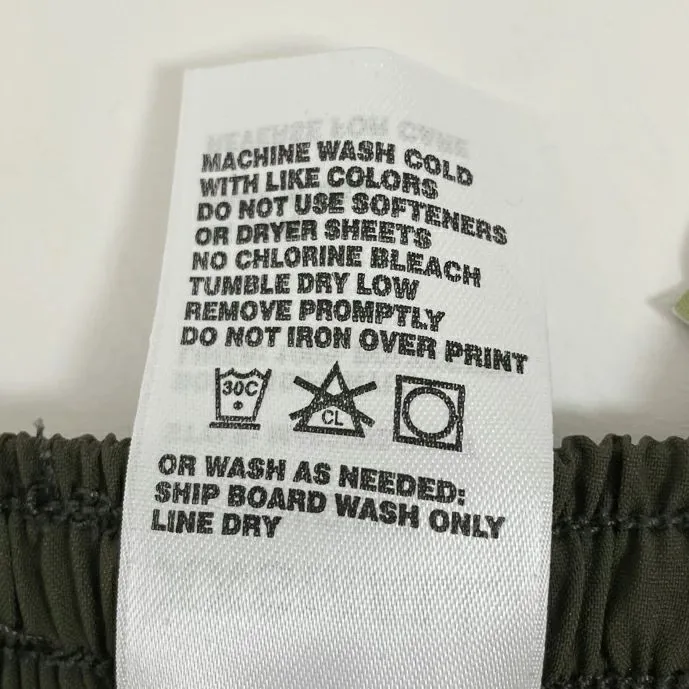 MACHINE WASH COLD
WITH LIKE COLORS
DO NOT USE SOFTENERS
OR DRYER SHEETS
NO CHLORINE BLEACH
TUMBLE DRY LOW
REMOVE PROMPTLY
DO NOT IRON OVER PRINT
30C CL
OR WASH AS NEEDED:
SHIP BOARD WASH ONLY
LINE DRY